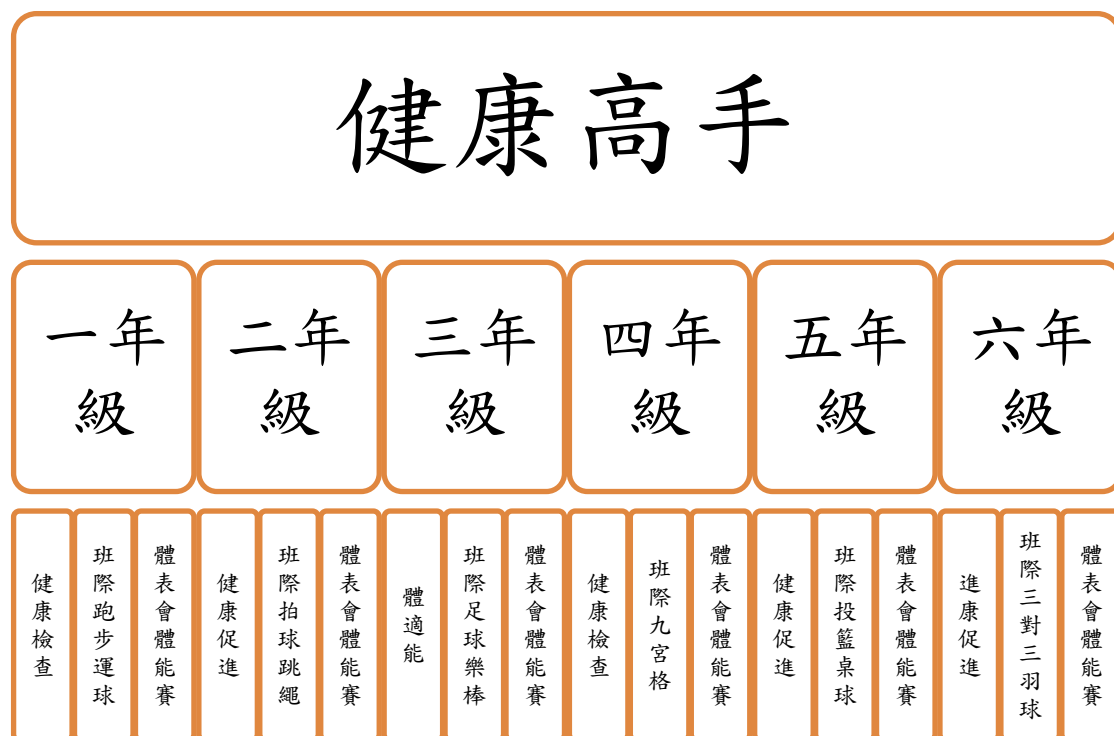 健康高手
一年
級
二年
級
三年
級
四年
級
五年
級
六年
級
健康檢查
班際跑步運球
體表會體能賽
健康促進
班際拍球跳繩
體表會體能賽
體適能
班際足球樂棒
體表會體能賽
健康檢查
班際九宮格
體表會體能賽
健康促進
班際投籃桌球
體表會體能賽
進康促進
班際三對三羽球
體表會體能賽